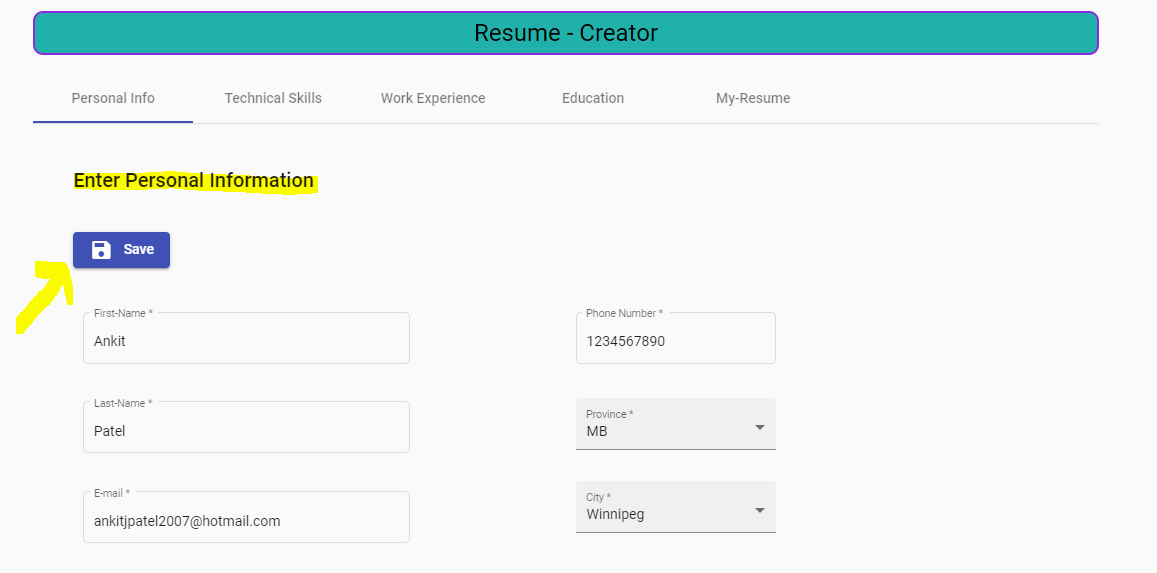 Resume - Creator
Personal Info Technical Skills Work Experience Education My-Resume
Enter Personal Information
Save
First-Name *
Ankit
Phone Number *
1234567890
Last-Name *
Patel
Province *
MB
E-mail *
ankitjpatel2007@hotmail.com
City *
Winnipeg